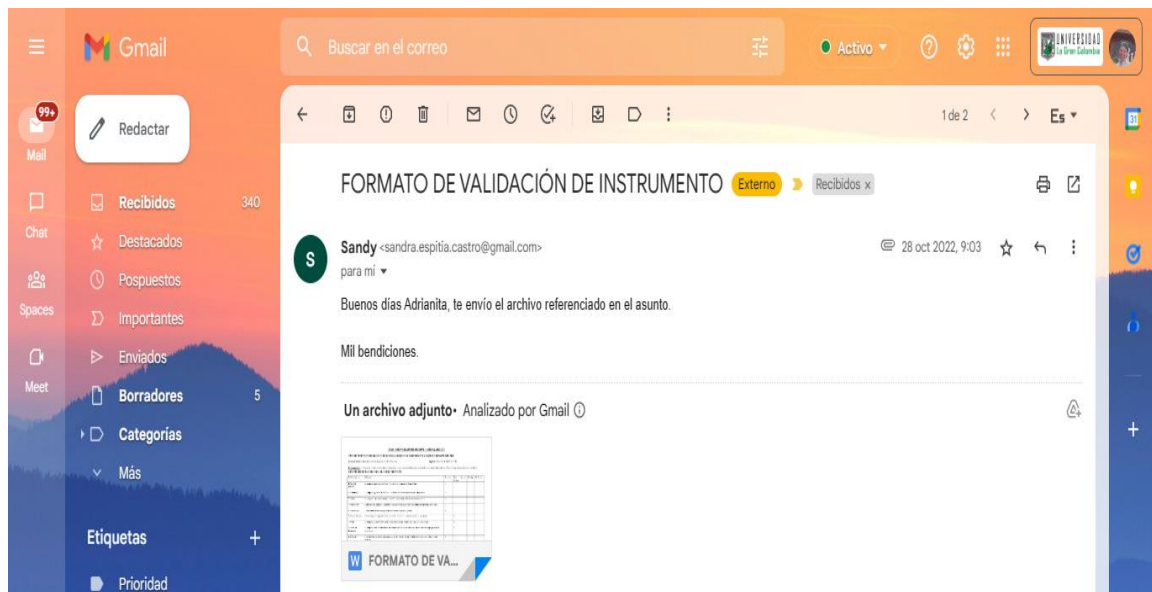 Gmail
Buscar en el correo
Activo
UNIVERSIDAD
La Gran Colombia
99+
Mail
Redactar
1 de 2
Es
31
Chat
Spaces
Meet
Recibidos 340
Destacados
Pospuestos
Importantes
Enviados
Borradores 5
Categorías
Más
Etiquetas +
Prioridad
FORMATO DE VALIDACIÓN DE INSTRUMENTO Externo Recibidos x
S
Sandy <sandra.espitia.castro@gmail.com> 28 oct 2022, 9:03
para mí
Buenos días Adrianita, te envío el archivo referenciado en el asunto.
Mil bendiciones.
Un archivo adjunto • Analizado por Gmail
W FORMATO DE VA...